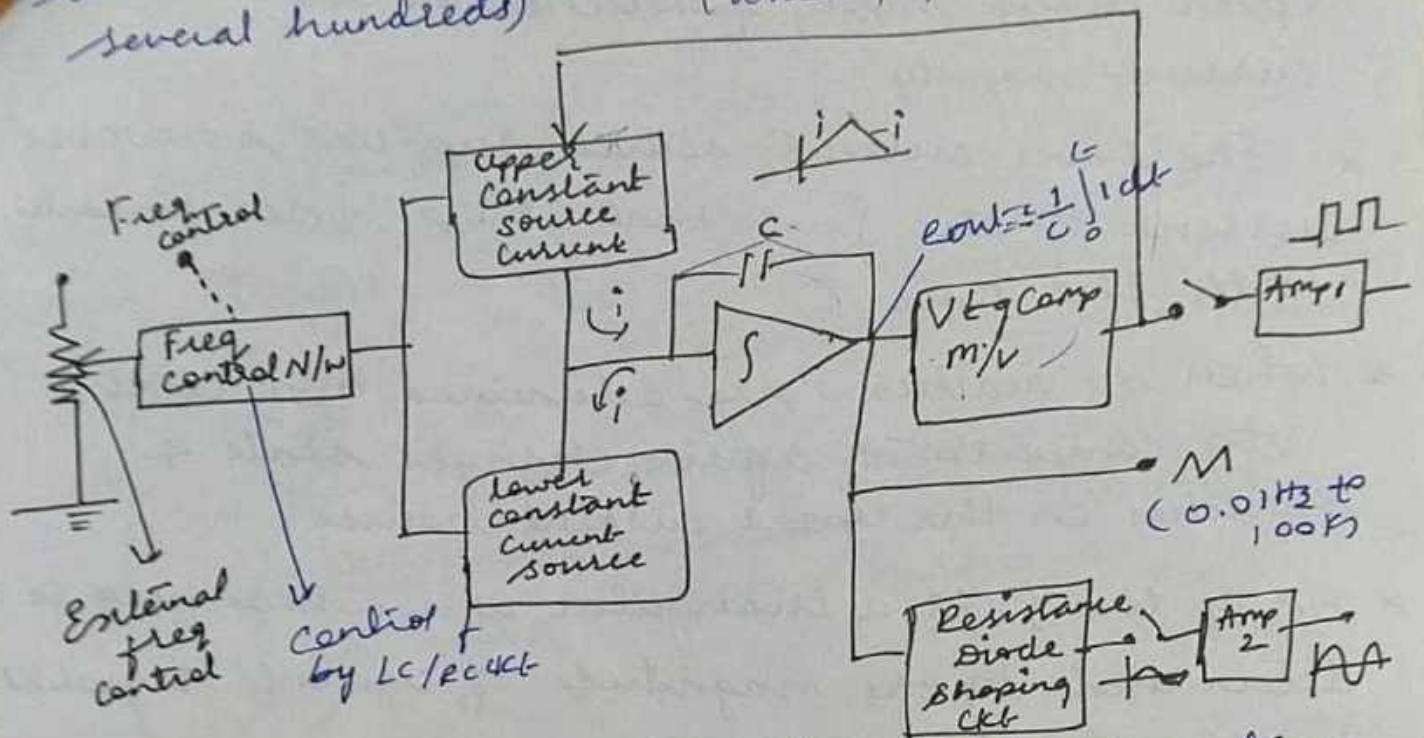 several hundreds)
Upper
Constant
source
Current
i
-i
Freq
control
Freq
control N/w
i
i
C
∫
eout = -1/C ∫0t i dt
Vtg Comp
m/v
Amp1
(0.01Hz to
100K)
Lower
constant
current
source
External
freq
control
Control
by LC/RC ckt
Resistance
Diode
Shaping
Ckt
Amp
2